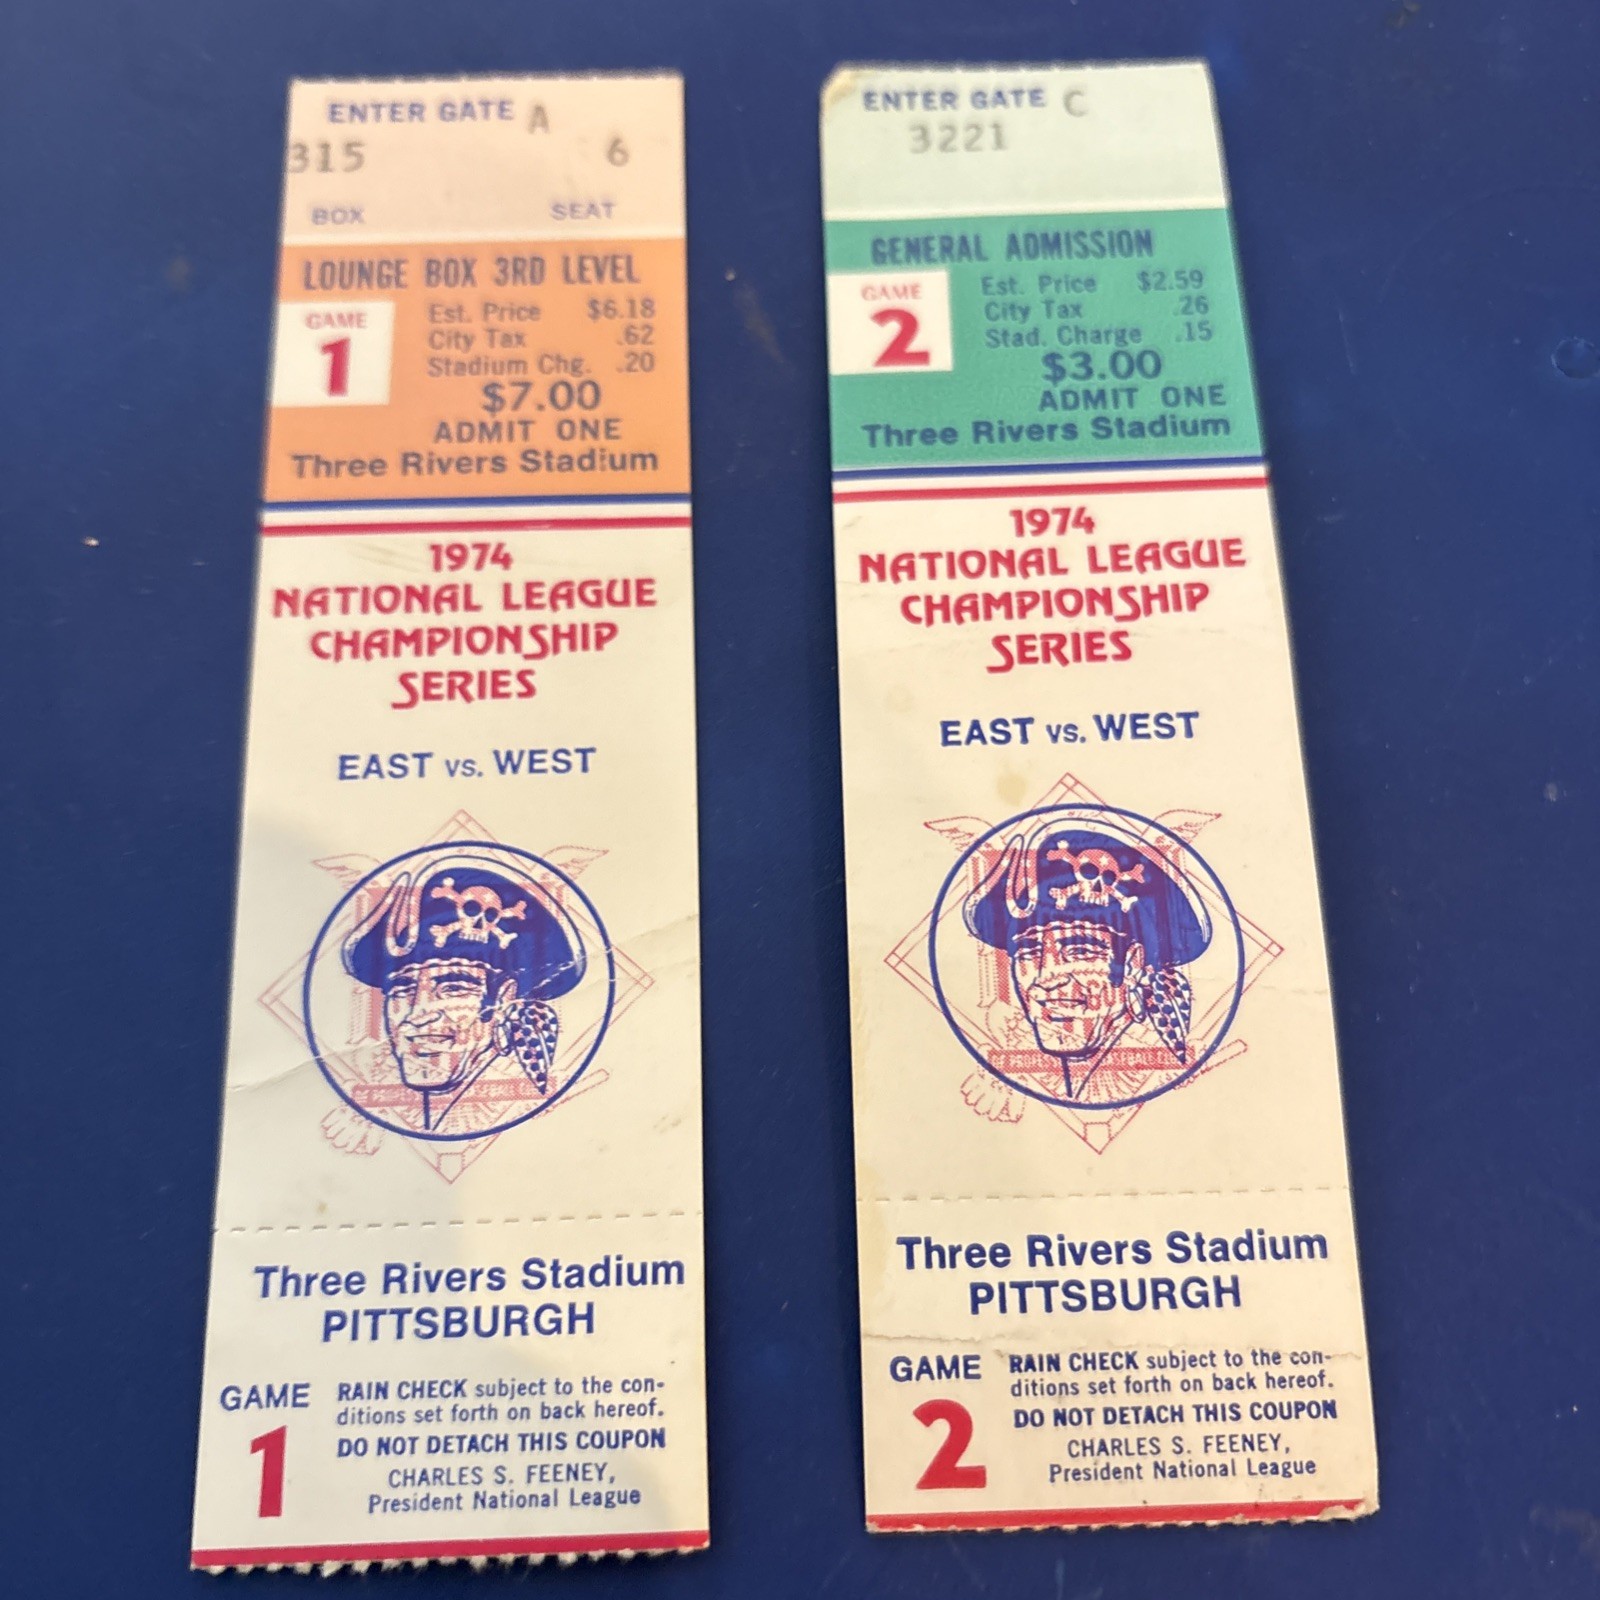 ENTER GATE A
315 6
BOX SEAT
LOUNGE BOX 3RD LEVEL
GAME
1
Est. Price $6.18
City Tax .62
Stadium Chg. .20
$7.00
ADMIT ONE
Three Rivers Stadium
1974
NATIONAL LEAGUE
CHAMPIONSHIP
SERIES
EAST vs. WEST
Three Rivers Stadium
PITTSBURGH
GAME
1
RAIN CHECK subject to the con-
ditions set forth on back hereof.
DO NOT DETACH THIS COUPON
CHARLES S. FEENEY,
President National League
ENTER GATE C
3221
GENERAL ADMISSION
GAME
2
Est. Price $2.59
City Tax .26
Stad. Charge .15
$3.00
ADMIT ONE
Three Rivers Stadium
1974
NATIONAL LEAGUE
CHAMPIONSHIP
SERIES
EAST vs. WEST
Three Rivers Stadium
PITTSBURGH
GAME
2
RAIN CHECK subject to the con-
ditions set forth on back hereof.
DO NOT DETACH THIS COUPON
CHARLES S. FEENEY,
President National League